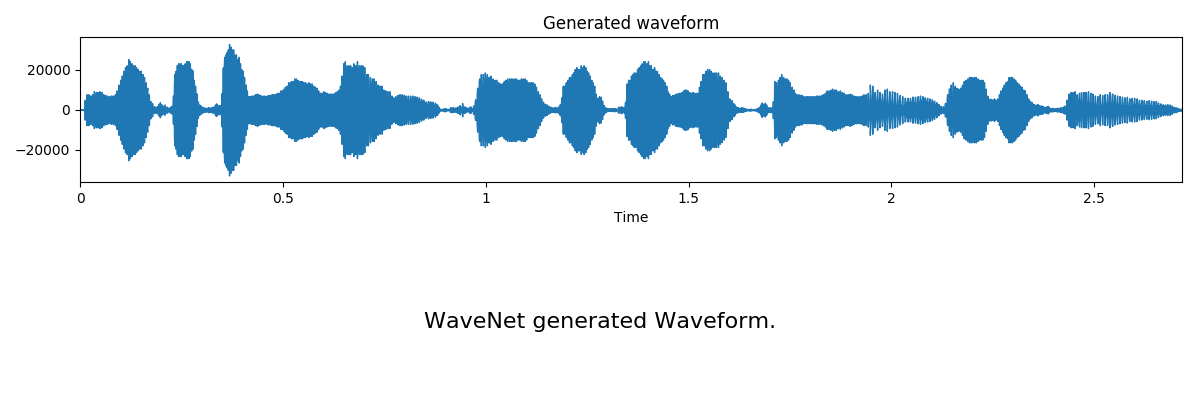 Generated waveform
20000
0
−20000
0 0.5 1 1.5 2 2.5
Time
WaveNet generated Waveform.